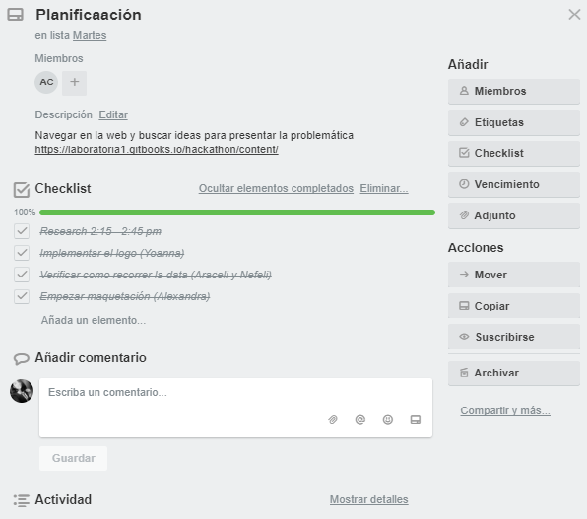 Planificaación
en lista Martes
Miembros
AC +
Descripción Editar
Navegar en la web y buscar ideas para presentar la problemática
https://laboratoria1.gitbooks.io/hackathon/content/
Checklist Ocultar elementos completados Eliminar...
100%
Research 2:15 - 2:45 pm
Implementar el logo (Yoanna)
Verificar como recorrer la data (Araceli y Nefeli)
Empezar maquetación (Alexandra)
Añada un elemento...
Añadir comentario
Escriba un comentario...
Guardar
Actividad Mostrar detalles
Añadir
Miembros
Etiquetas
Checklist
Vencimiento
Adjunto
Acciones
Mover
Copiar
Suscribirse
Archivar
Compartir y más...